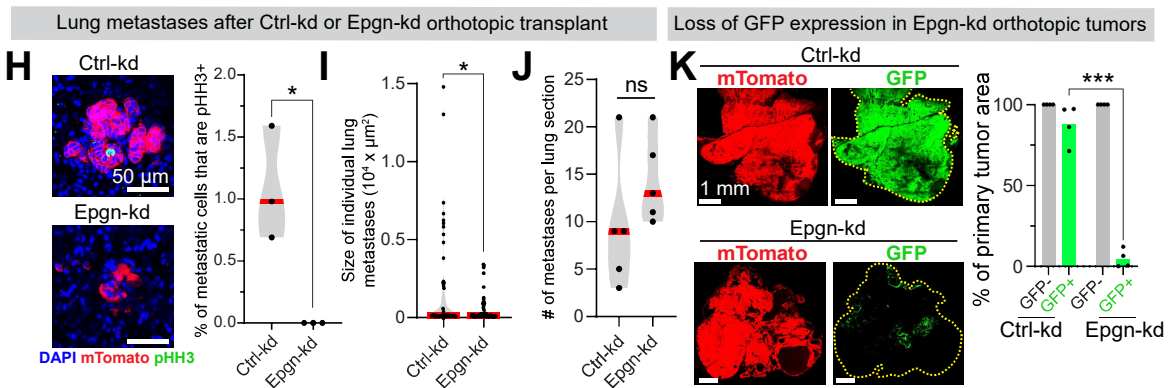 Lung metastases after Ctrl-kd or Epgn-kd orthotopic transplant
Loss of GFP expression in Epgn-kd orthotopic tumors
H
Ctrl-kd
50 µm
Epgn-kd
DAPI mTomato pHH3
% of metastatic cells that are pHH3+
2.0
1.5
1.0
0.5
0.0
*
Ctrl-kd
Epgn-kd
I
Size of individual lung
metastases (10⁴ x µm²)
1.5
1.0
0.5
0
*
Ctrl-kd
Epgn-kd
J
# of metastases per lung section
25
20
15
10
5
0
ns
Ctrl-kd
Epgn-kd
K
Ctrl-kd
mTomato
GFP
1 mm
Epgn-kd
mTomato
GFP
% of primary tumor area
100
50
0
***
GFP-
GFP+
GFP-
GFP+
Ctrl-kd
Epgn-kd